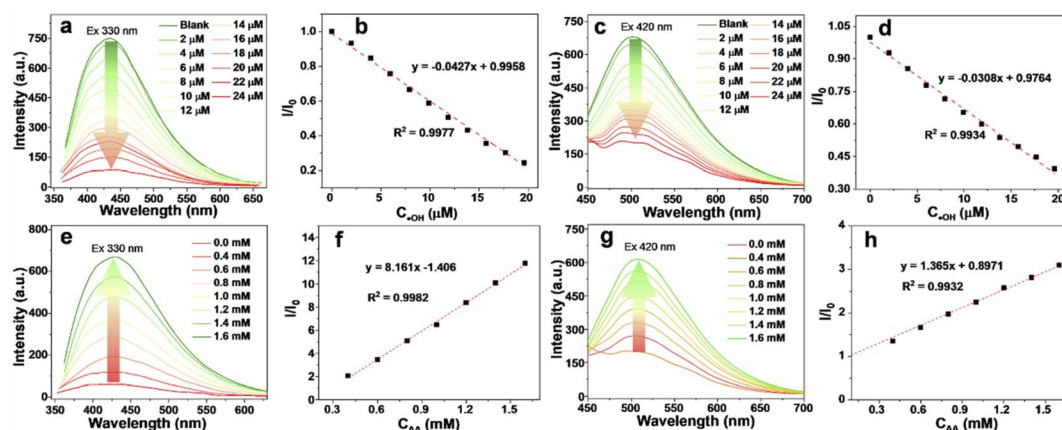 a
Ex 330 nm
Blank
2 μM
4 μM
6 μM
8 μM
10 μM
12 μM
14 μM
16 μM
18 μM
20 μM
22 μM
24 μM
750
600
450
300
150
0
Intensity (a.u.)
350 400 450 500 550 600 650
Wavelength (nm)
b
y = -0.0427x + 0.9958
R² = 0.9977
1.0
0.8
0.6
0.4
0.2
I/I₀
0 5 10 15 20
C•OH (μM)
c
Ex 420 nm
Blank
2 μM
4 μM
6 μM
8 μM
10 μM
12 μM
14 μM
16 μM
18 μM
20 μM
22 μM
24 μM
750
600
450
300
150
0
Intensity (a.u.)
450 500 550 600 650 700
Wavelength (nm)
d
y = -0.0308x + 0.9764
R² = 0.9934
1.05
0.90
0.75
0.60
0.45
0.30
I/I₀
0 5 10 15 20
C•OH (μM)
e
Ex 330 nm
0.0 mM
0.4 mM
0.6 mM
0.8 mM
1.0 mM
1.2 mM
1.4 mM
1.6 mM
800
600
400
200
0
Intensity (a.u.)
350 400 450 500 550 600
Wavelength (nm)
f
y = 8.161x -1.406
R² = 0.9982
14
12
10
8
6
4
2
0
I/I₀
0.3 0.6 0.9 1.2 1.5
CAA (mM)
g
Ex 420 nm
0.0 mM
0.4 mM
0.6 mM
0.8 mM
1.0 mM
1.2 mM
1.4 mM
1.6 mM
750
600
450
300
150
0
Intensity (a.u.)
450 500 550 600 650 700
Wavelength (nm)
h
y = 1.365x + 0.8971
R² = 0.9932
4
3
2
1
0
I/I₀
0.3 0.6 0.9 1.2 1.5
CAA (mM)